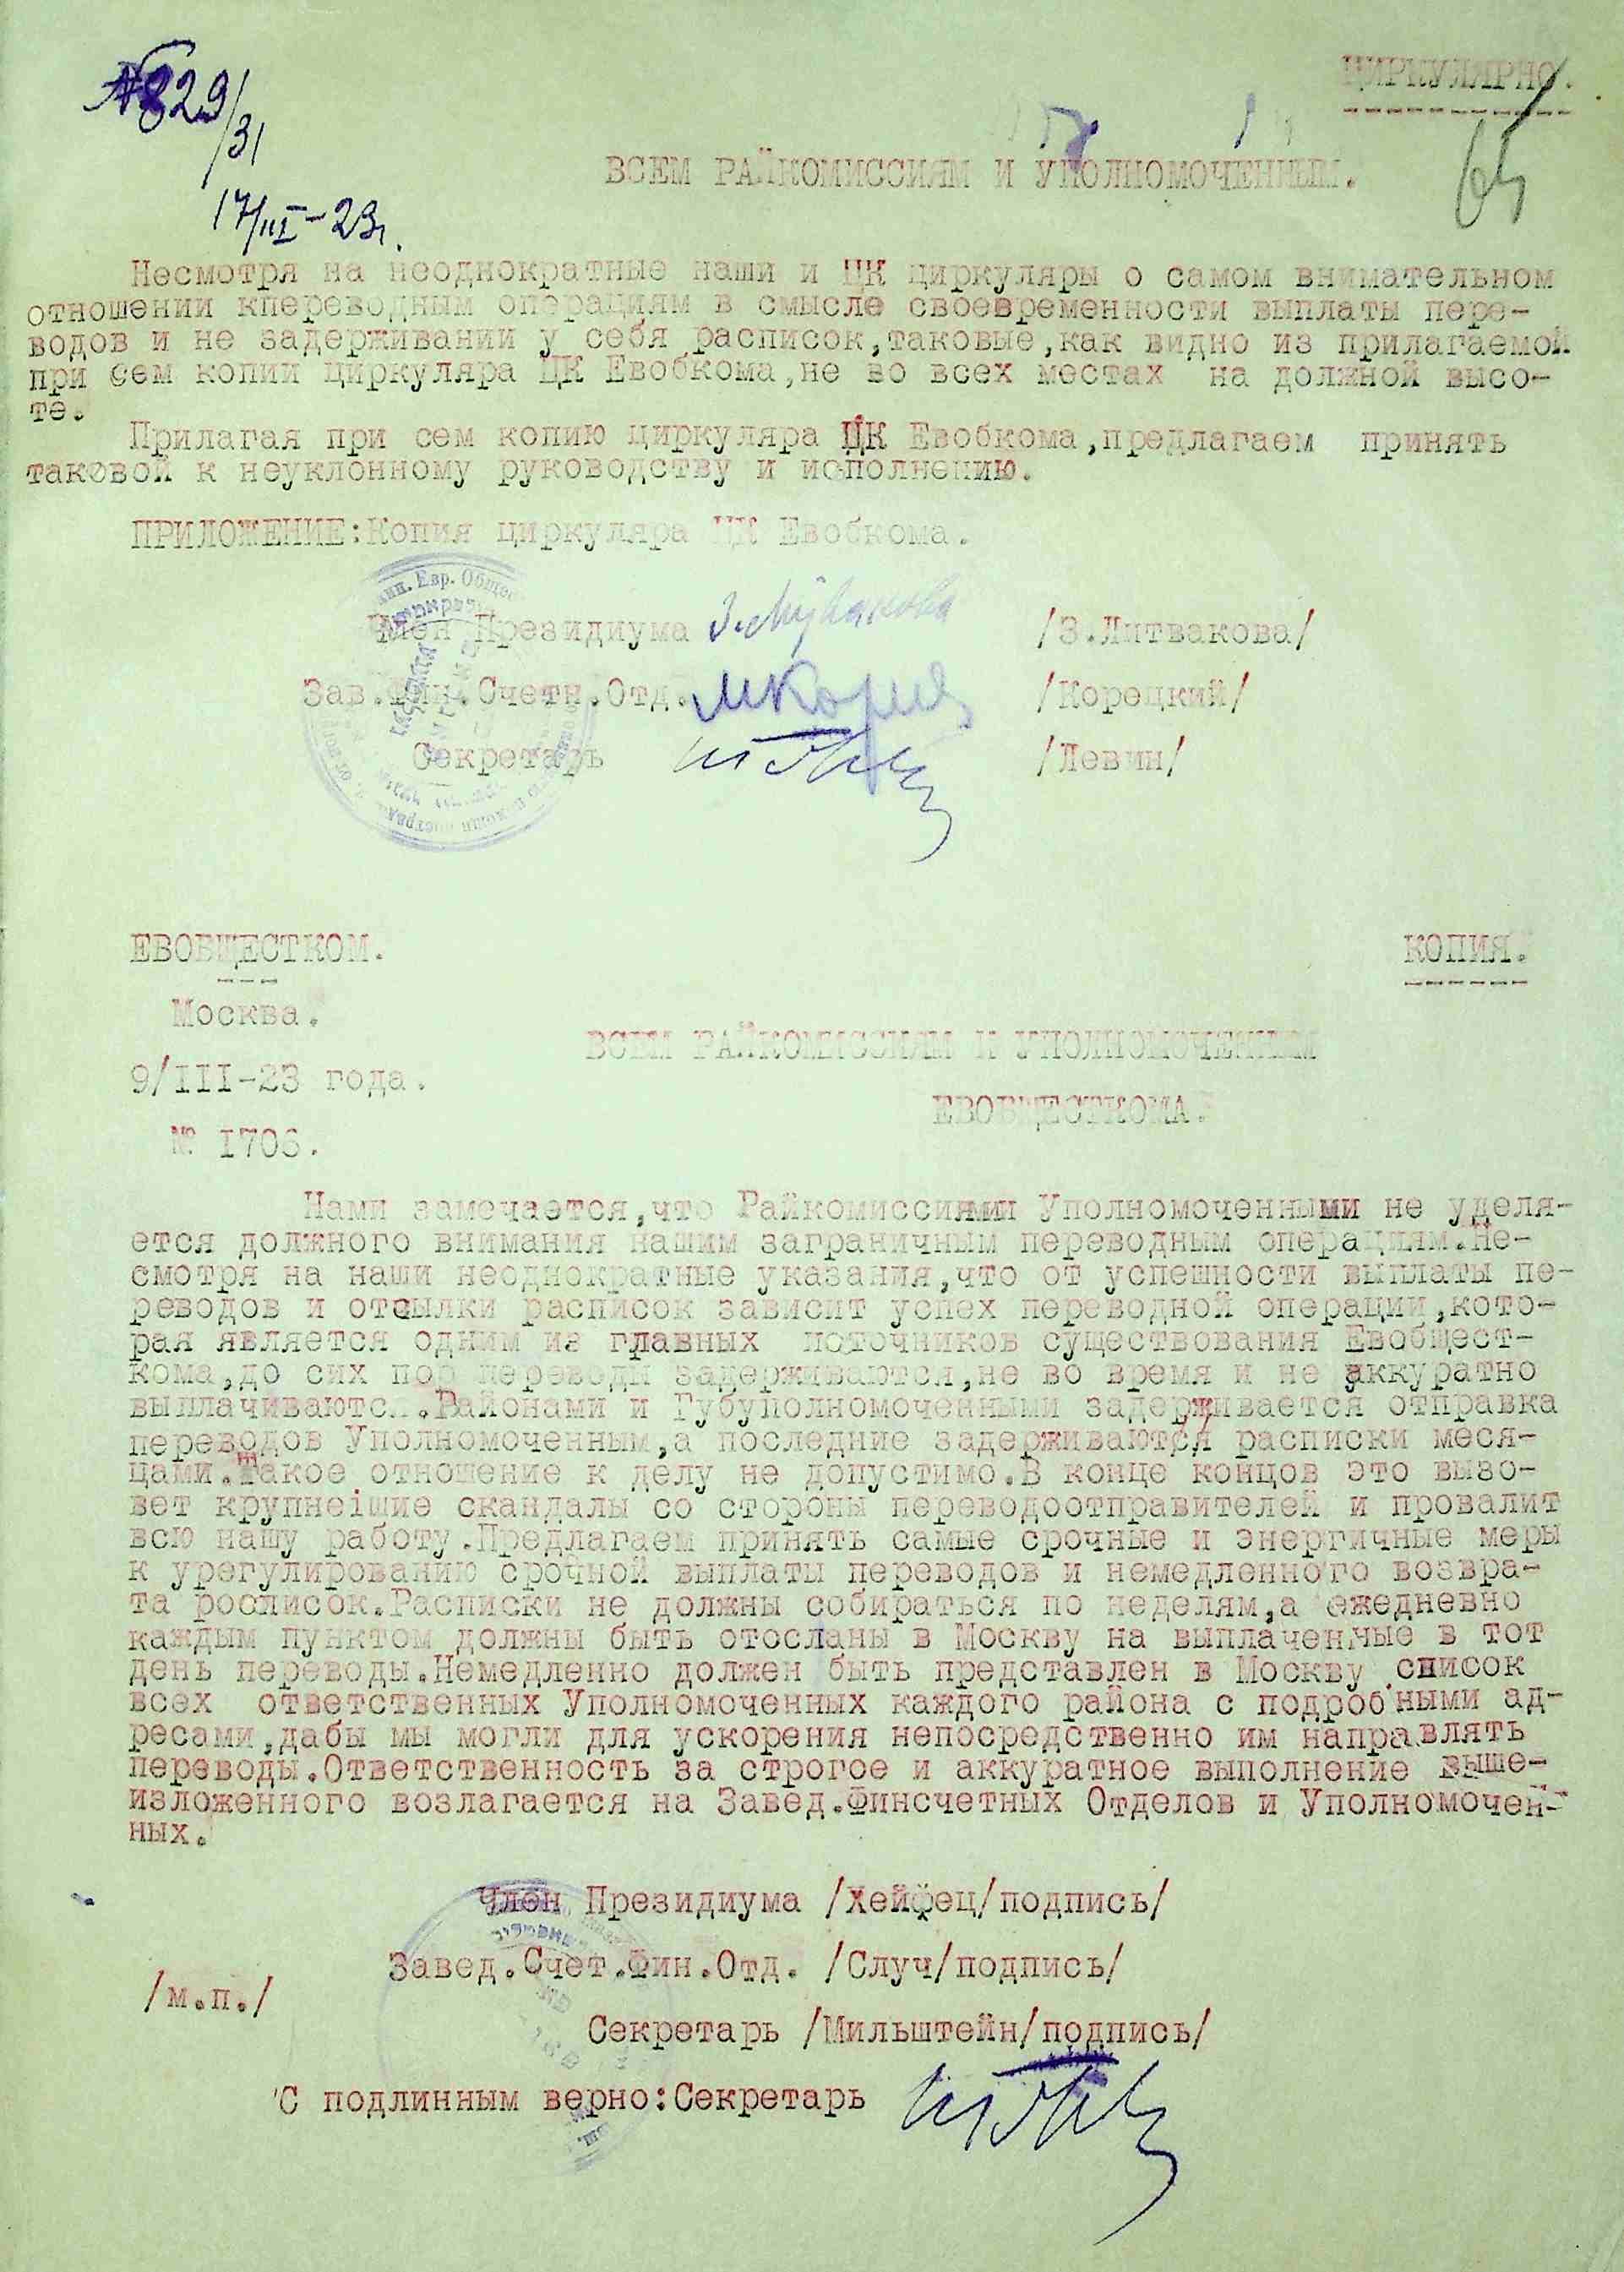 №829/31
17/III-23г.
ЦИРКУЛЯРНО.
65
ВСЕМ РАЙКОМИССИЯМ И УПОЛНОМОЧЕННЫМ.
Несмотря на неоднократные наши и ЦК циркуляры о самом внимательном
отношении кпереводным операциям в смысле своевременности выплаты пере-
водов и не задерживании у себя расписок,таковые,как видно из прилагаемой
при сем копии циркуляра ЦК Евобкома,не во всех местах на должной высо-
те.
Прилагая при сем копию циркуляра ЦК Евобкома,предлагаем принять
таковой к неуклонному руководству и исполнению.
ПРИЛОЖЕНИЕ:Копия циркуляра ЦК Евобкома.
Член Президиума /З.Литвакова/
Зав.Фин.Счетн.Отд. /Корецкий/
Секретарь /Левин/
ЕВОБЩЕСТКОМ.
КОПИЯ.
Москва.
ВСЕМ РАЙКОМИССИЯМ И УПОЛНОМОЧЕННЫМ
9/III-23 года.
ЕВОБЩЕСТКОМА.
№ 1706.
Нами замечается,что Райкомиссиями Уполномоченными не уделя-
ется должного внимания нашим заграничным переводным операциям.Не-
смотря на наши неоднократные указания,что от успешности выплаты пе-
реводов и отсылки расписок зависит успех переводной операции,кото-
рая является одним из главных источников существования Евобщест-
кома,до сих пор переводы задерживаются,не во время и не аккуратно
выплачиваются.Районами и Губуполномоченными задерживается отправка
переводов Уполномоченным,а последние задерживаются расписки меся-
цами.Такое отношение к делу не допустимо.В конце концов это вызо-
вет крупнейшие скандалы со стороны переводоотправителей и провалит
всю нашу работу.Предлагаем принять самые срочные и энергичные меры
к урегулированию срочной выплаты переводов и немедленного возвра-
та росписок.Расписки не должны собираться по неделям,а ежедневно
каждым пунктом должны быть отосланы в Москву на выплаченные в тот
день переводы.Немедленно должен быть представлен в Москву список
всех ответственных Уполномоченных каждого района с подробными ад-
ресами,дабы мы могли для ускорения непосредственно им направлять
переводы.Ответственность за строгое и аккуратное выполнение выше-
изложенного возлагается на Завед.Финсчетных Отделов и Уполномочен-
ных.
Член Президиума /Хейфец/подпись/
Завед.Счет.Фин.Отд. /Случ/подпись/
/м.п./
Секретарь /Мильштейн/подпись/
С подлинным верно:Секретарь